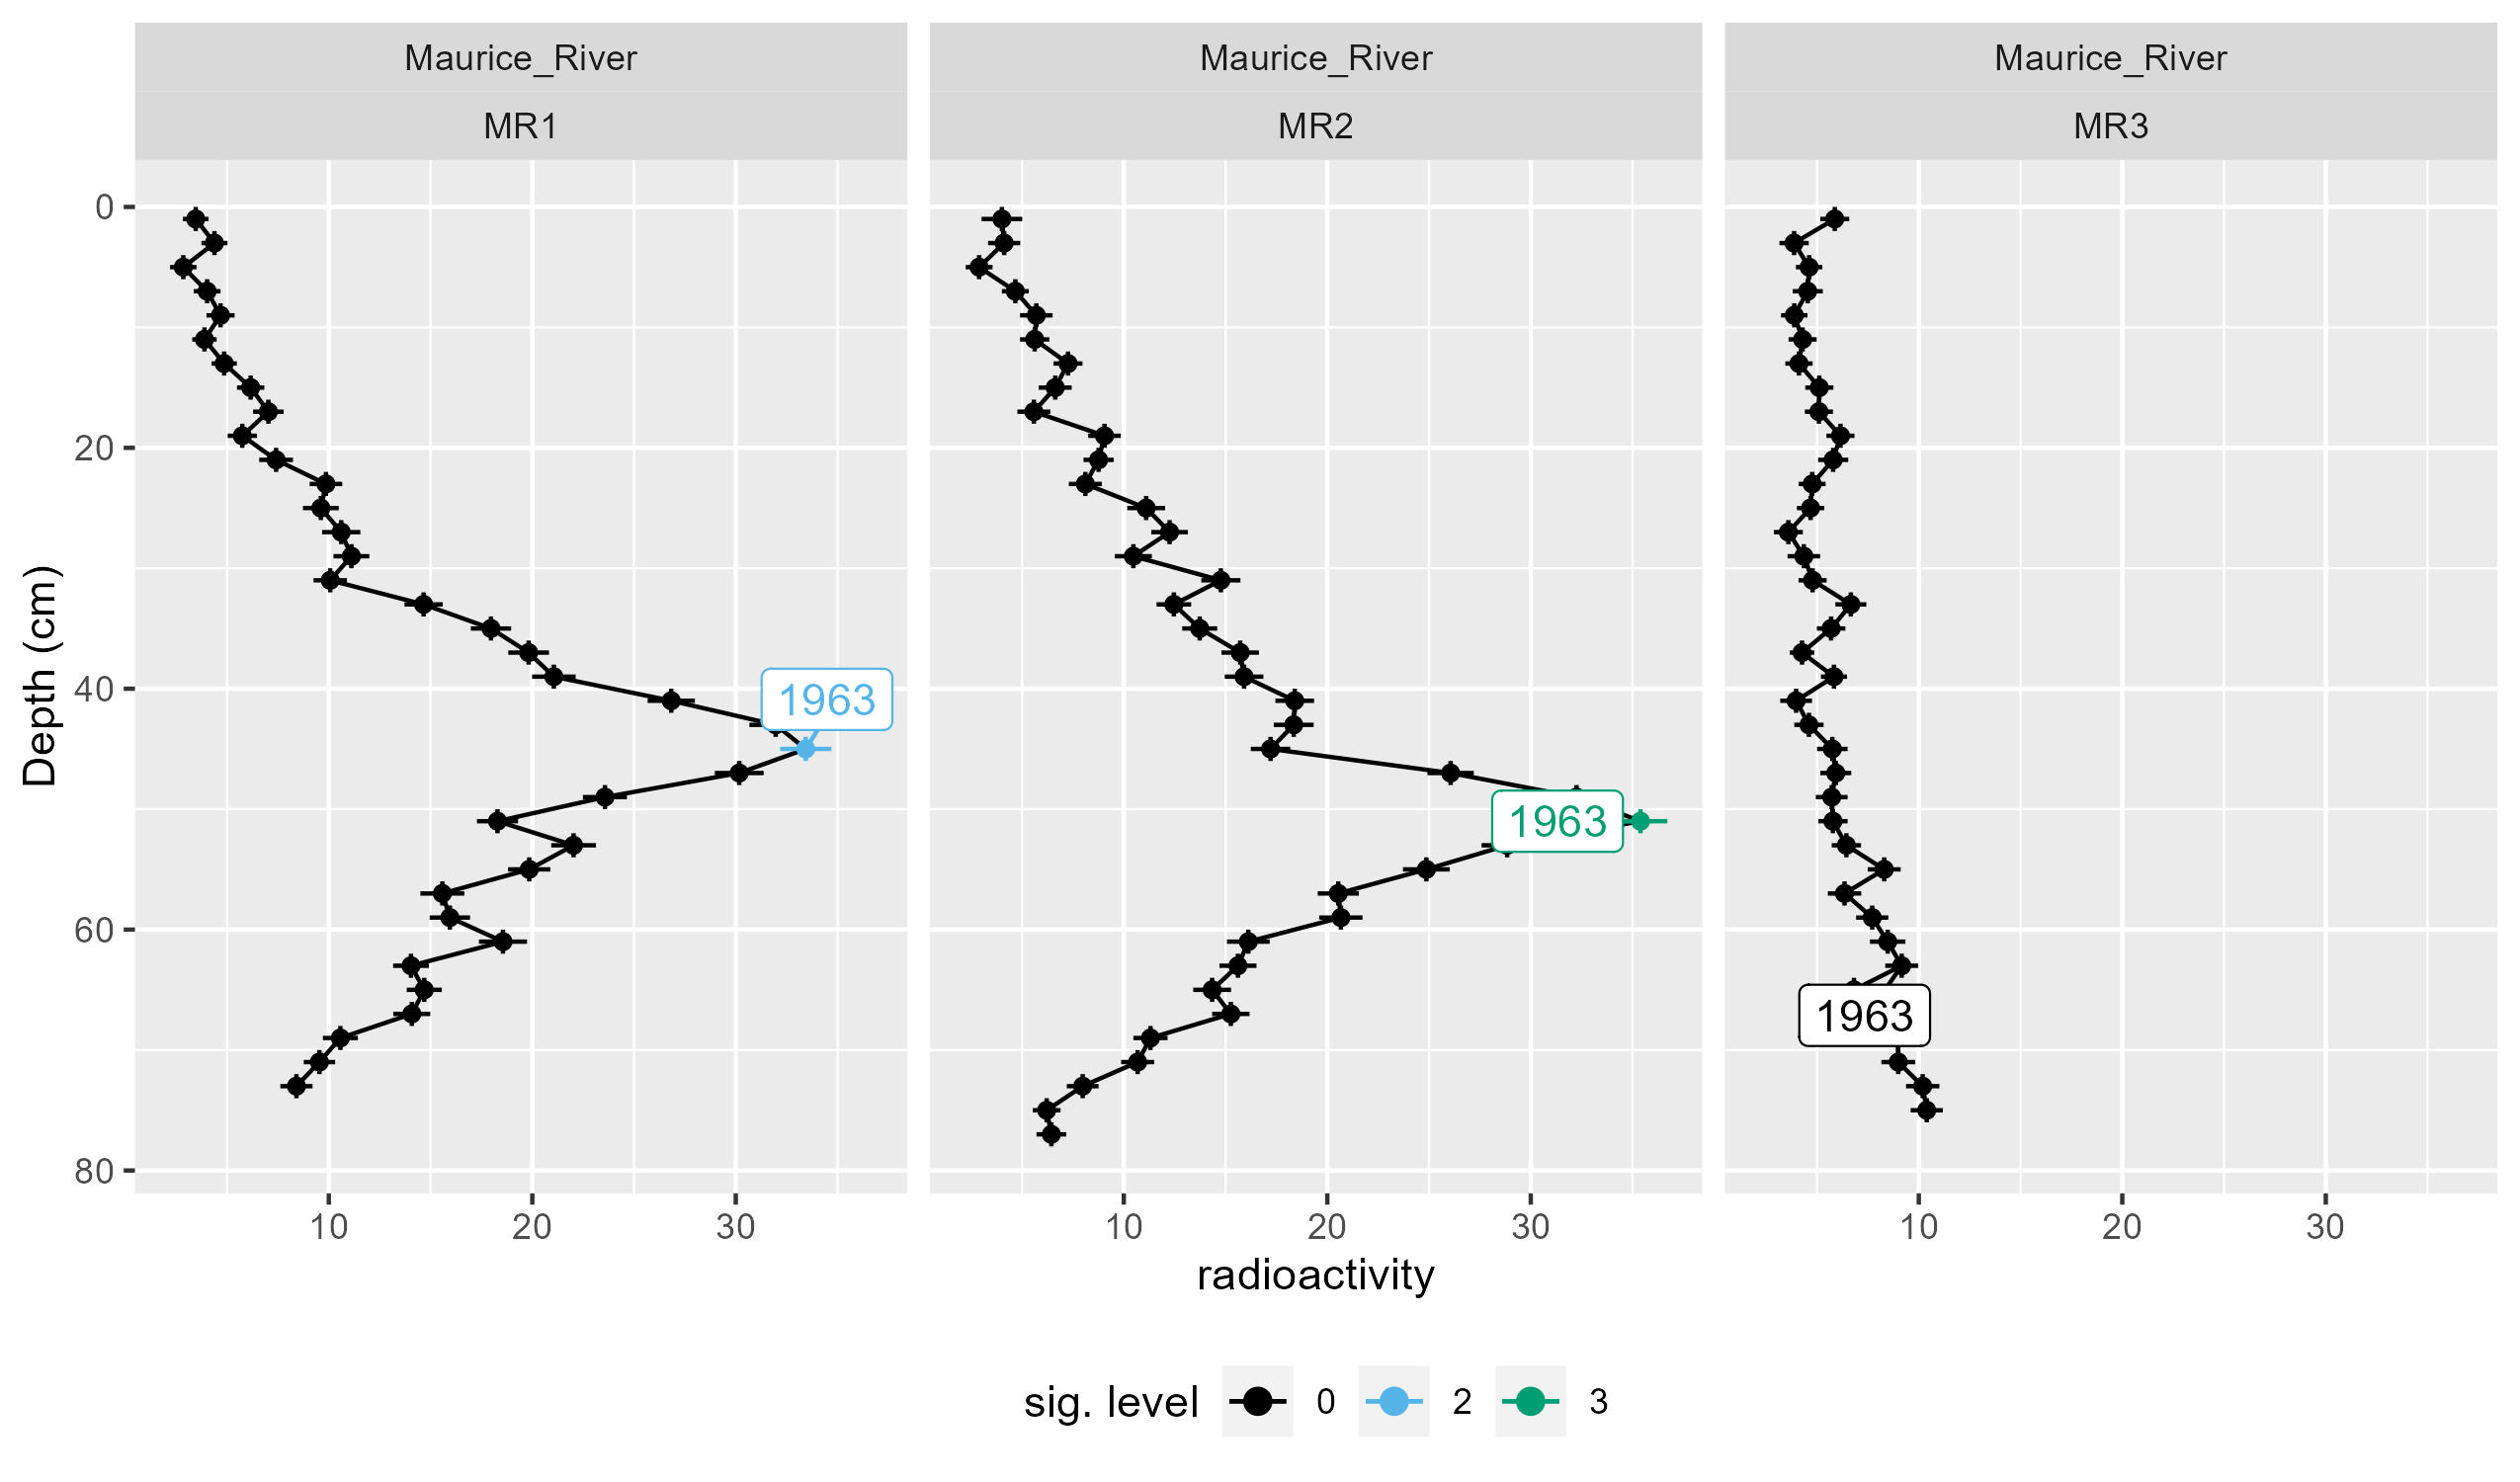 Maurice_River Maurice_River Maurice_River
MR1 MR2 MR3
0
20
40
60
80
Depth (cm)
1963
1963
1963
10 20 30 10 20 30 10 20 30
radioactivity
sig. level 0 2 3